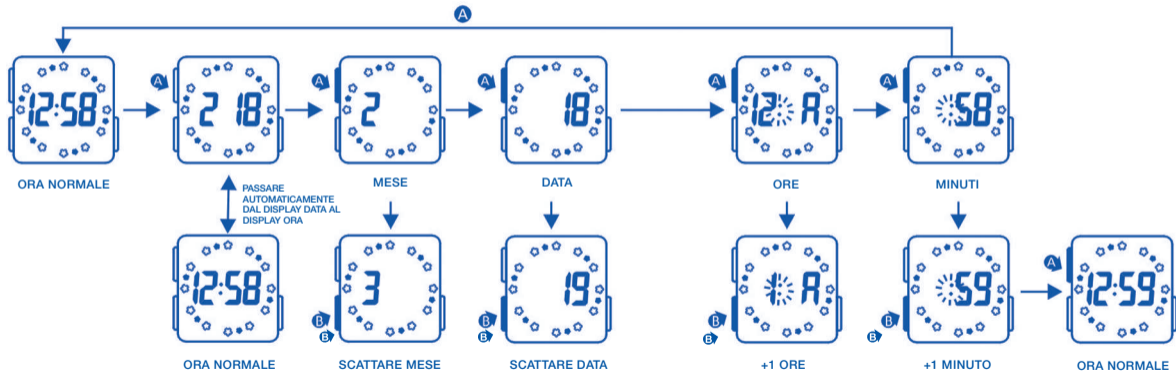 A
12:58
A
2 18
A
2
A
18
A
12 A
A
58
ORA NORMALE
MESE
DATA
ORE
MINUTI
PASSARE
AUTOMATICAMENTE
DAL DISPLAY DATA AL
DISPLAY ORA
12:58
3
B
B
19
B
B
1 A
B
B
59
B
B
A
12:59
ORA NORMALE
SCATTARE MESE
SCATTARE DATA
+1 ORE
+1 MINUTO
ORA NORMALE